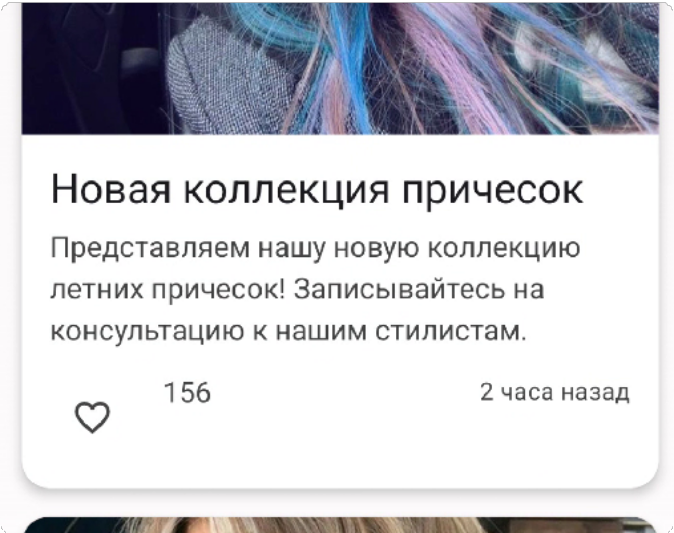 Новая коллекция причесок
Представляем нашу новую коллекцию
летних причесок! Записывайтесь на
консультацию к нашим стилистам.
156
2 часа назад